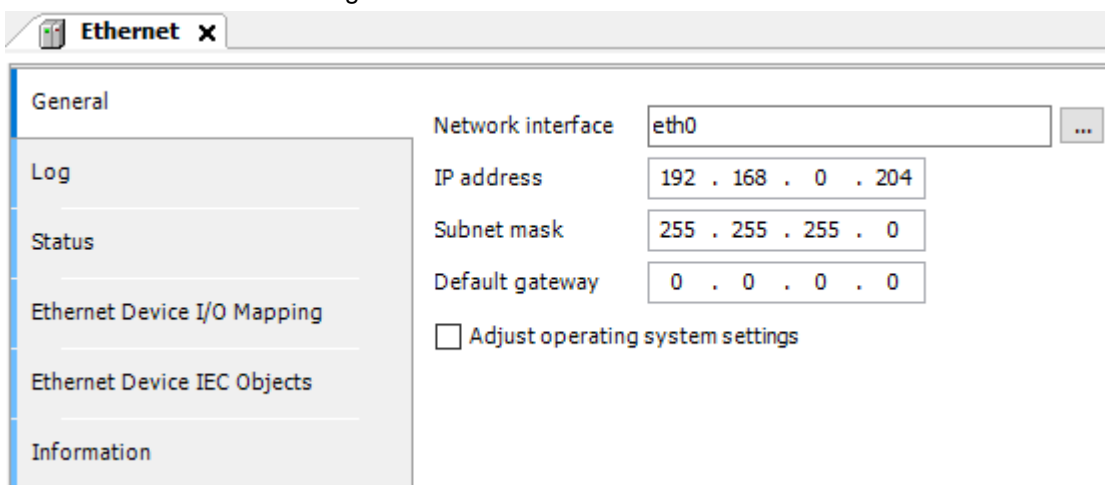 Ethernet x
General
Log
Status
Ethernet Device I/O Mapping
Ethernet Device IEC Objects
Information
Network interface eth0 ...
IP address 192 . 168 . 0 . 204
Subnet mask 255 . 255 . 255 . 0
Default gateway 0 . 0 . 0 . 0
Adjust operating system settings